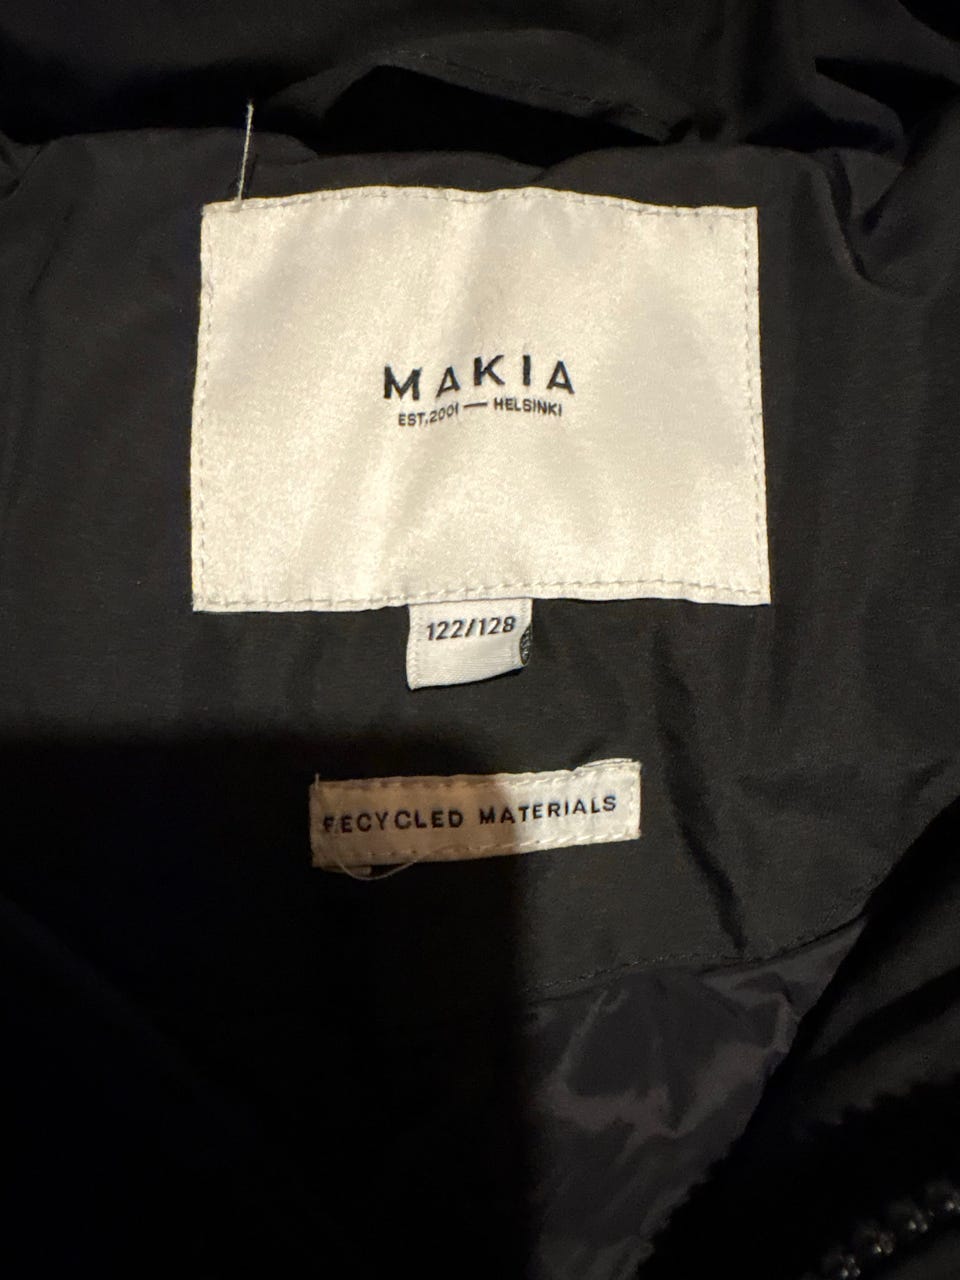 MAKIA
EST, 2001 — HELSINKI
122/128
RECYCLED MATERIALS